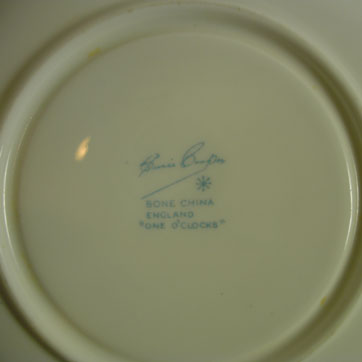 BONE CHINA
ENGLAND
"ONE O'CLOCKS"